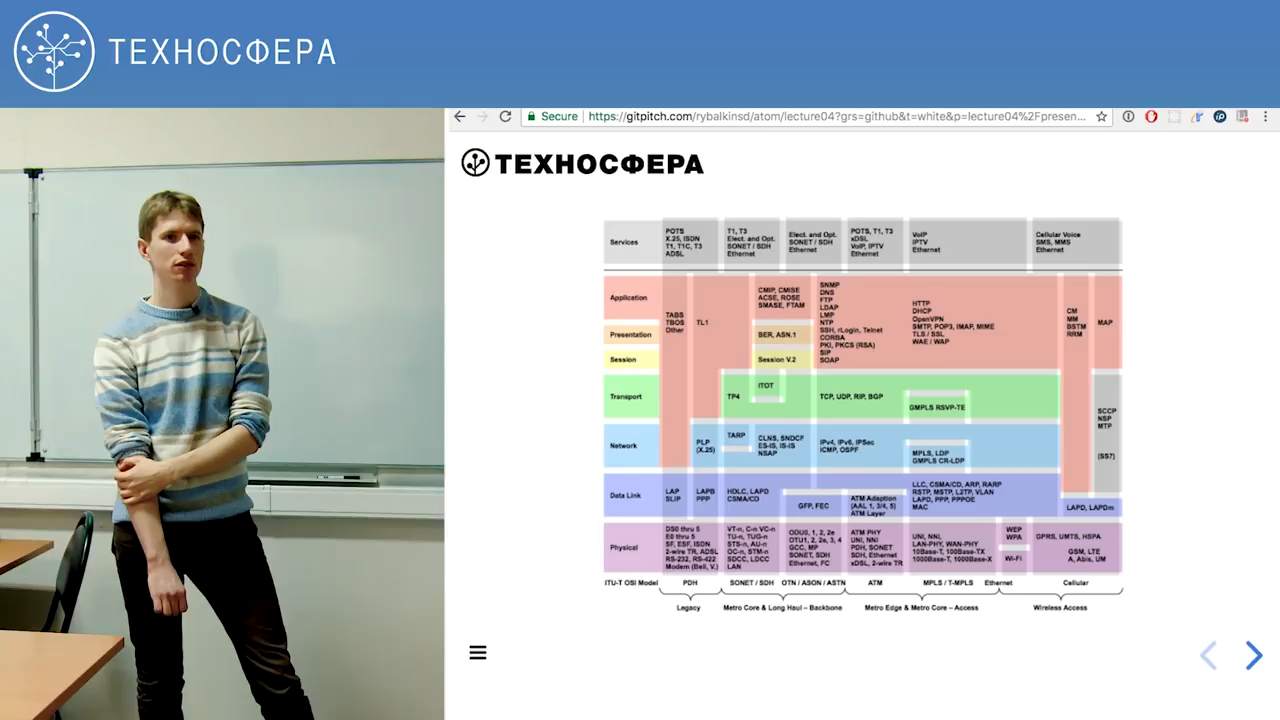 ТЕХНОСФЕРА
Secure
https://gitpitch.com/rybalkinsd/atom/lecture04?grs=github&t=white&p=lecture04%2Fpresen...
ТЕХНОСФЕРА
Services
POTS
X.25, ISDN
T1, T1C, T3
ADSL
T1, T3
Elect. and Opt.
SONET / SDH
Ethernet
Elect. and Opt.
SONET / SDH
Ethernet
POTS, T1, T3
xDSL
VoIP, IPTV
Ethernet
VoIP
IPTV
Ethernet
Cellular Voice
SMS, MMS
Ethernet
Application
Presentation
Session
TABS
TBOS
Other
TL1
CMIP, CMISE
ACSE, ROSE
SMASE, FTAM
BER, ASN.1
Session V.2
SNMP
DNS
FTP
LDAP
LMP
NTP
SSH, rLogin, Telnet
CORBA
PKI, PKCS (RSA)
SIP
SOAP
HTTP
DHCP
OpenVPN
SMTP, POP3, IMAP, MIME
TLS / SSL
WAE / WAP
CM
MM
BSTM
RRM
MAP
Transport
TP4
ITOT
TCP, UDP, RIP, BGP
GMPLS RSVP-TE
SCCP
NSP
MTP
(SS7)
Network
PLP
(X.25)
TARP
CLNS, SNDCF
ES-IS, IS-IS
NSAP
IPv4, IPv6, IPSec
ICMP, OSPF
MPLS, LDP
GMPLS CR-LDP
Data Link
LAP
SLIP
LAPB
PPP
HDLC, LAPD
CSMA/CD
GFP, FEC
ATM Adaption
(AAL 1, 3/4, 5)
ATM Layer
LLC, CSMA/CD, ARP, RARP
RSTP, MSTP, L2TP, VLAN
LAPD, PPP, PPPOE
MAC
LAPD, LAPDm
Physical
DS0 thru 5
E0 thru 5
SF, ESF, ISDN
2-wire TR, ADSL
RS-232, RS-422
Modem (Bell, V.)
VT-n, C-n VC-n
TU-n, TUG-n
STS-n, AU-n
OC-n, STM-n
SDCC, LDCC
LAN
ODU0, 1, 2, 2e
OTU1, 2, 2e, 3, 4
GCC, MP
SONET, SDH
Ethernet, FC
ATM PHY
UNI, NNI
PDH, SONET
SDH, Ethernet
xDSL, 2-wire TR
UNI, NNI
LAN-PHY, WAN-PHY
10Base-T, 100Base-TX
1000Base-T, 1000Base-X
WEP
WPA
Wi-Fi
GPRS, UMTS, HSPA
GSM, LTE
A, Abis, UM
ITU-T OSI Model
PDH
SONET / SDH
OTN / ASON / ASTN
ATM
MPLS / T-MPLS
Ethernet
Cellular
Legacy
Metro Core & Long Haul – Backbone
Metro Edge & Metro Core – Access
Wireless Access